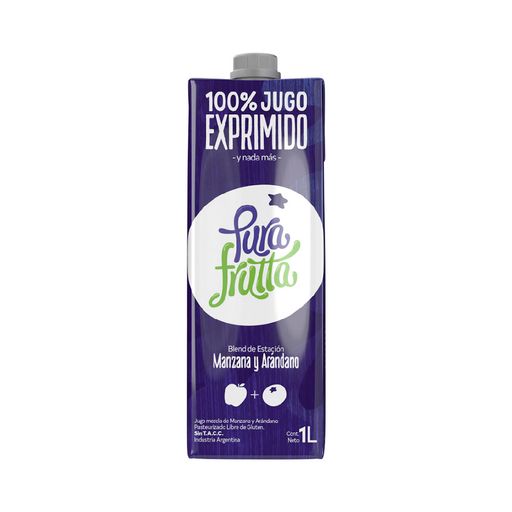 100% JUGO
EXPRIMIDO
- y nada más -
Pura
frutta
Blend de Estación
Manzana y Arándano
+
Jugo mezcla de Manzana y Arándano
Pasteurizado Libre de Gluten.
Sin T.A.C.C.
Industria Argentina
Cont. Neto 1L